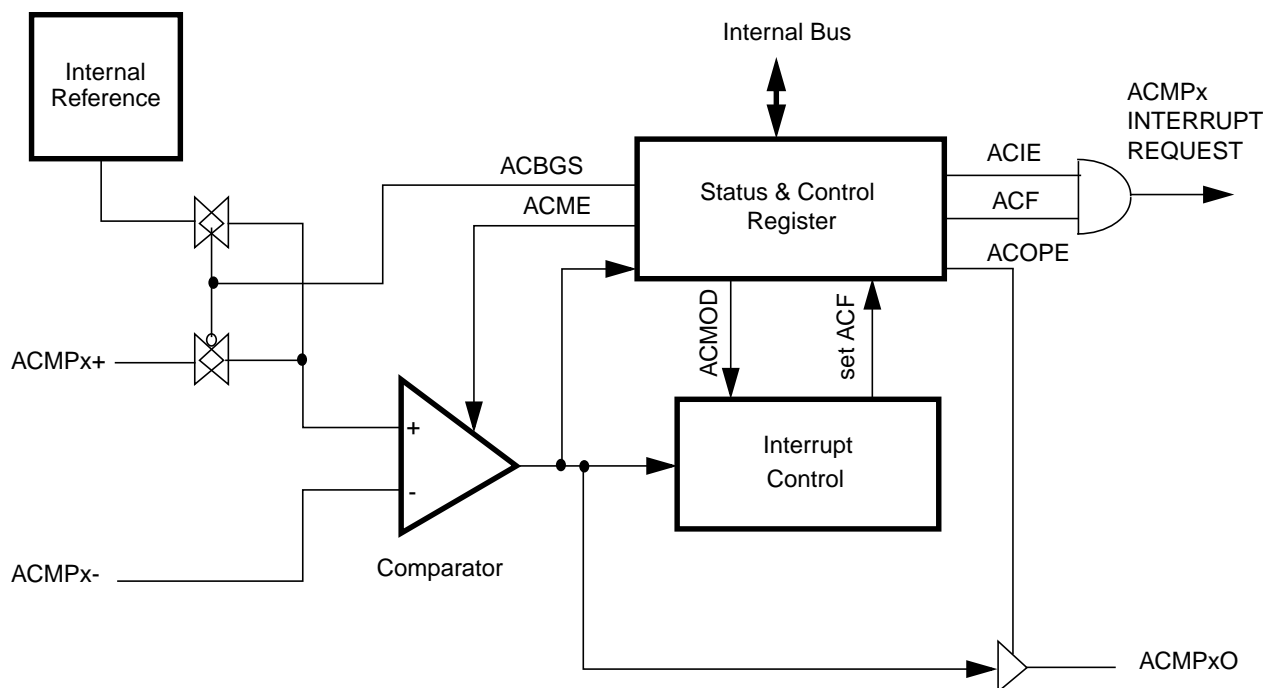 Internal Bus
Internal
Reference
ACMPx
INTERRUPT
REQUEST
ACBGS
ACME
Status & Control
Register
ACIE
ACF
ACOPE
ACMOD
set ACF
ACMPx+
+
-
Interrupt
Control
Comparator
ACMPx-
ACMPxO